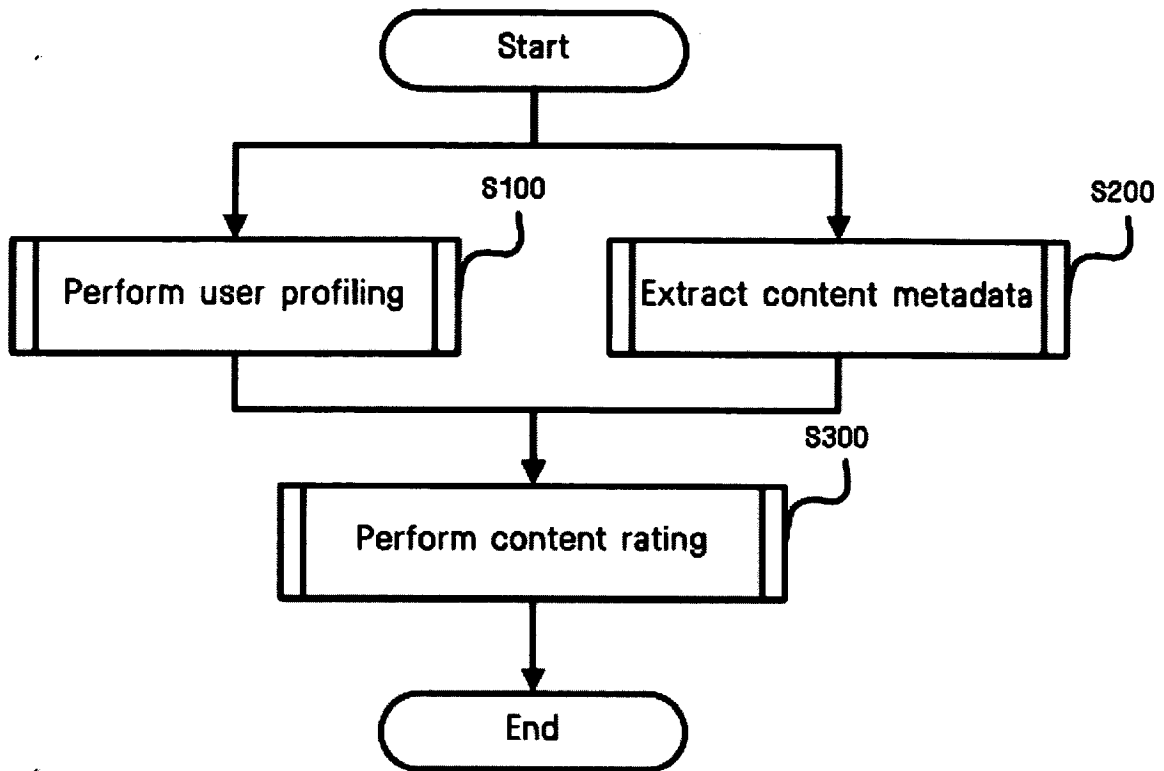 Start
S100
S200
Perform user profiling
Extract content metadata
S300
Perform content rating
End